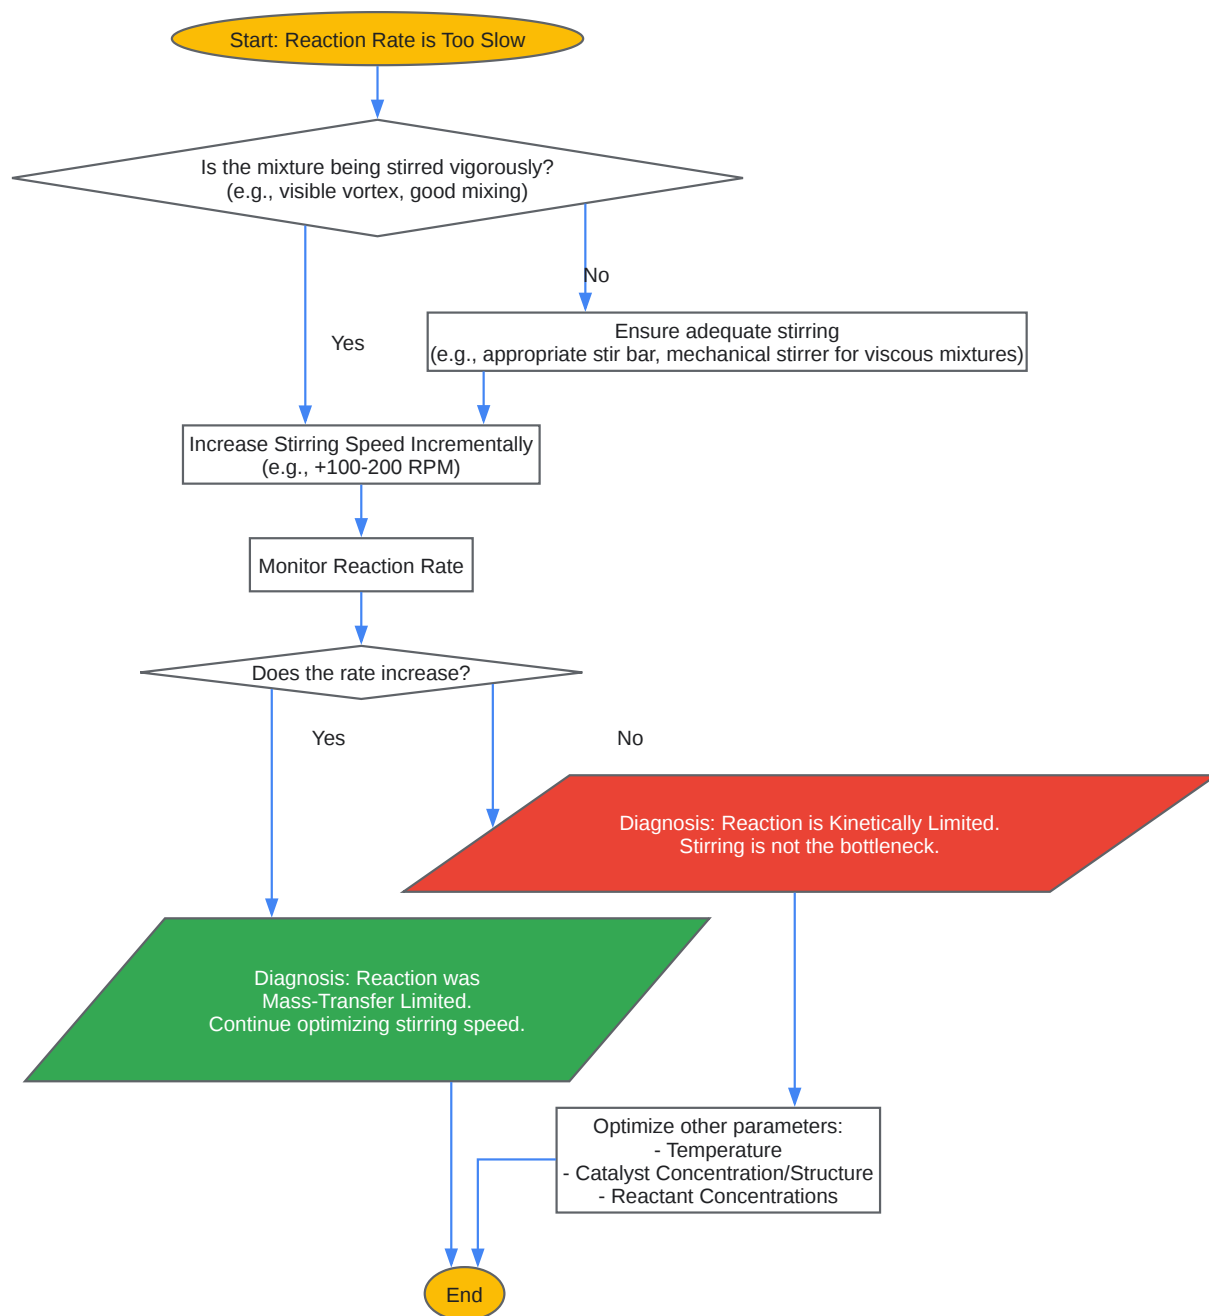 Start: Reaction Rate is Too Slow
Is the mixture being stirred vigorously?
(e.g., visible vortex, good mixing)
No
Yes
Ensure adequate stirring
(e.g., appropriate stir bar, mechanical stirrer for viscous mixtures)
Increase Stirring Speed Incrementally
(e.g., +100-200 RPM)
Monitor Reaction Rate
Does the rate increase?
Yes
No
Diagnosis: Reaction is Kinetically Limited.
Stirring is not the bottleneck.
Diagnosis: Reaction was
Mass-Transfer Limited.
Continue optimizing stirring speed.
Optimize other parameters:
- Temperature
- Catalyst Concentration/Structure
- Reactant Concentrations
End